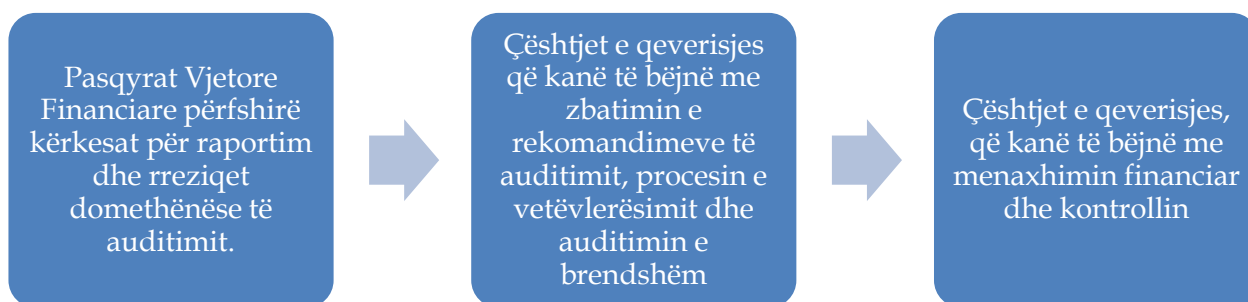 Pasqyrat Vjetore
Financiare përfshirë
kërkesat për raportim
dhe rreziqet
domethënëse të
auditimit.
Çështjet e qeverisjes
që kanë të bëjnë me
zbatimin e
rekomandimeve të
auditimit, procesin e
vetëvlerësimit dhe
auditimin e
brendshëm
Çështjet e qeverisjes,
që kanë të bëjnë me
menaxhimin financiar
dhe kontrollin